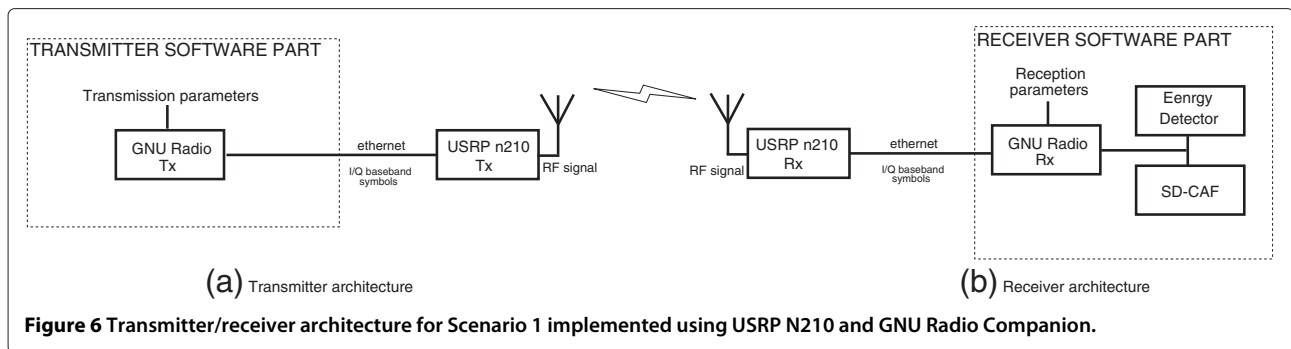 TRANSMITTER SOFTWARE PART
Transmission parameters
GNU Radio
Tx
ethernet
I/Q baseband
symbols
USRP n210
Tx
RF signal
(a) Transmitter architecture
RECEIVER SOFTWARE PART
RF signal
USRP n210
Rx
ethernet
I/Q baseband
symbols
Reception
parameters
GNU Radio
Rx
Eenrgy
Detector
SD-CAF
(b) Receiver architecture
Figure 6 Transmitter/receiver architecture for Scenario 1 implemented using USRP N210 and GNU Radio Companion.